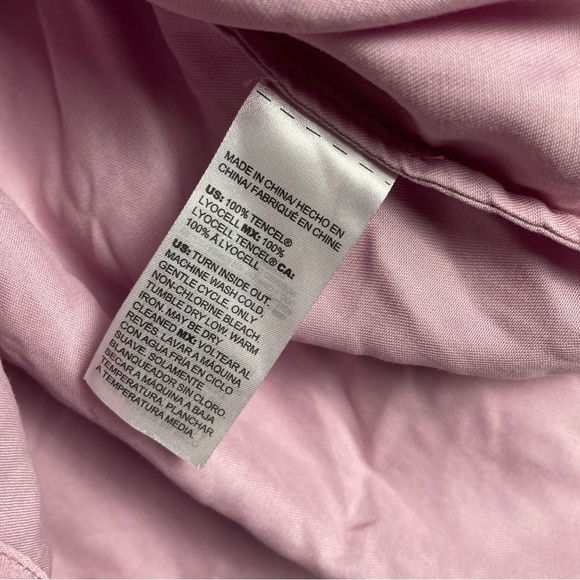 MADE IN CHINA/ HECHO EN
CHINA/ FABRIQUÉ EN CHINE
US: 100% TENCEL®
LYOCELL MX: 100%
LYOCELL TENCEL® CA:
100% Â LYOCELL
US: TURN INSIDE OUT.
MACHINE WASH COLD.
GENTLE CYCLE. ONLY
NON-CHLORINE BLEACH.
TUMBLE DRY LOW. WARM
IRON. MAY BE DRY
CLEANED MX: VOLTEAR AL
REVÉS. LAVAR A MÁQUINA
CON AGUA FRÍA EN CICLO
SUAVE. SOLAMENTE
BLANQUEADOR SIN CLORO.
SECAR A MÁQUINA A BAJA
TEMPERATURA. PLANCHAR
A TEMPERATURA MEDIA.